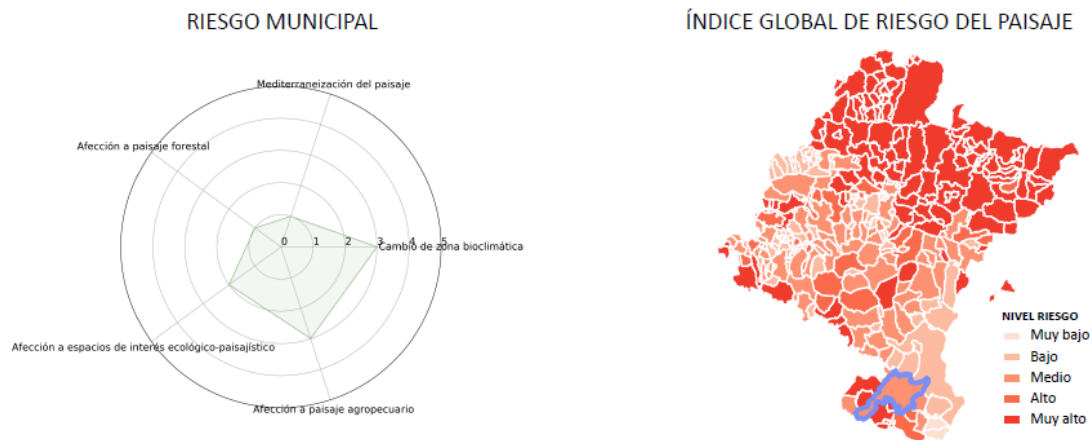 RIESGO MUNICIPAL
Mediterraneización del paisaje
Afección a paisaje forestal
0 1 2 3 4 5
Cambio de zona bioclimática
Afección a espacios de interés ecológico-paisajístico
Afección a paisaje agropecuario
ÍNDICE GLOBAL DE RIESGO DEL PAISAJE
NIVEL RIESGO
Muy bajo
Bajo
Medio
Alto
Muy alto